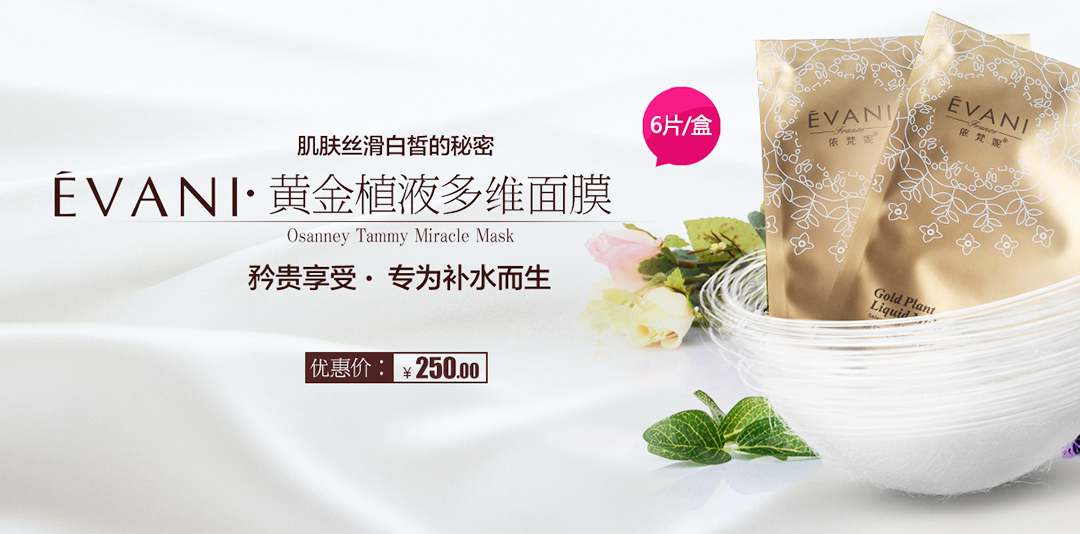 肌肤丝滑白皙的秘密
ÉVANI·黄金植液多维面膜
Osanney Tammy Miracle Mask
矜贵享受· 专为补水而生
优惠价：￥250.00
6片/盒
ÉVANI
France
依梵妮®
ÉVANI
France
依梵妮®
Gold Plant
Liquid